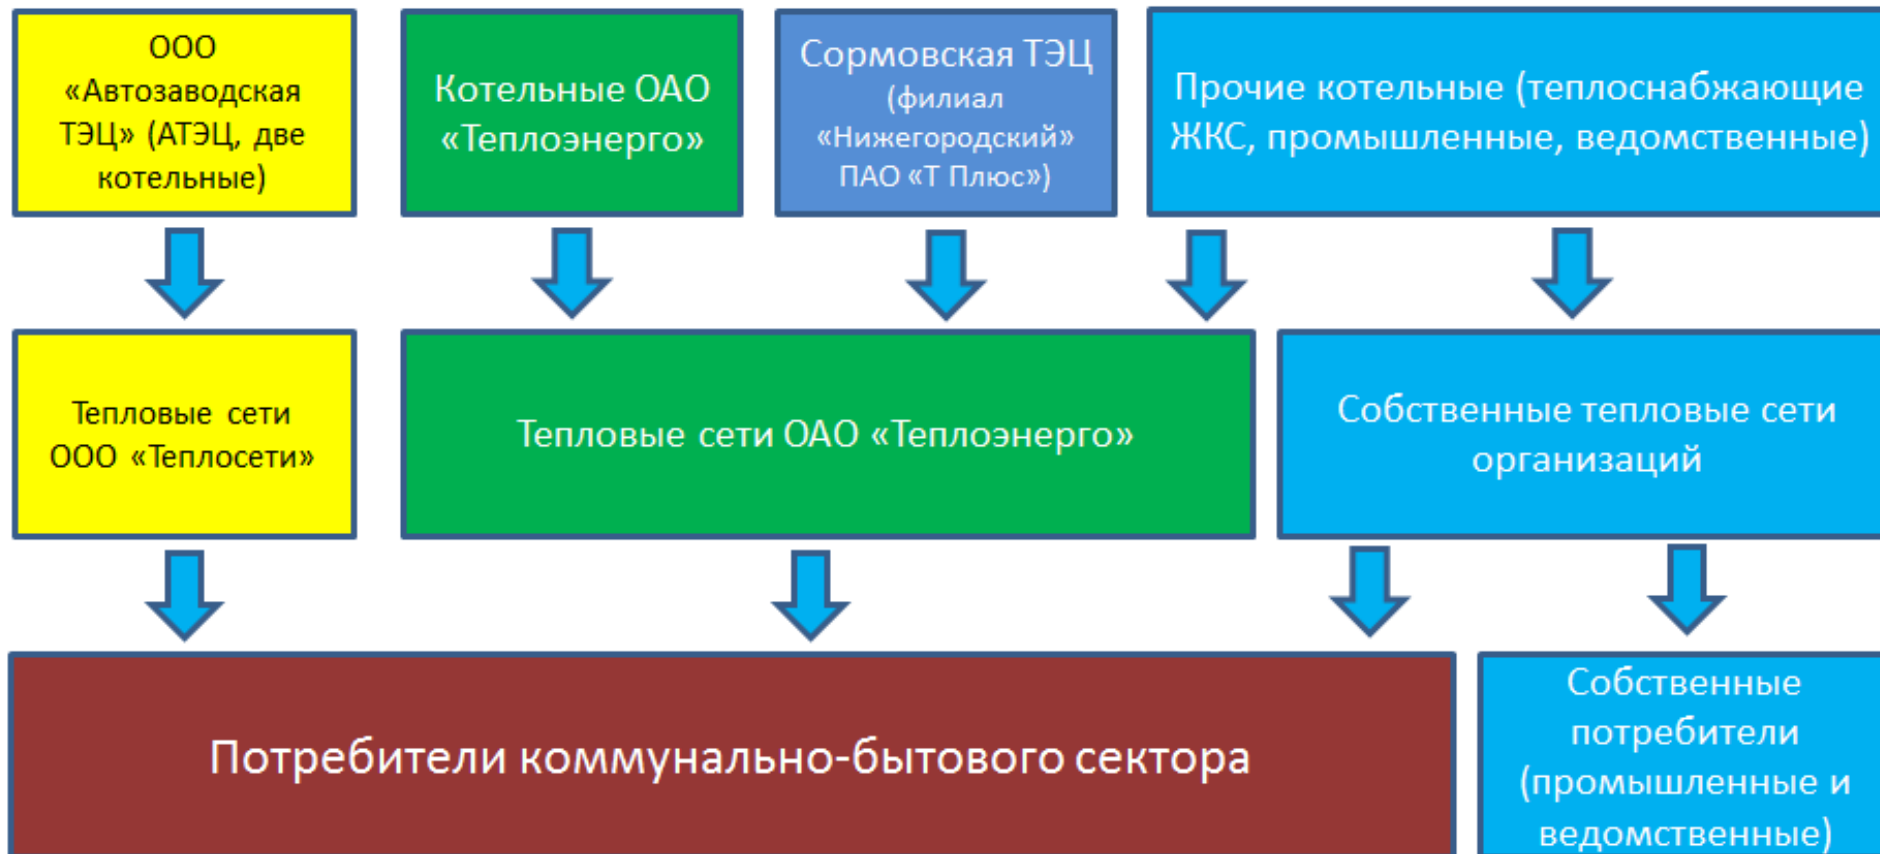 ООО
«Автозаводская
ТЭЦ» (АТЭЦ, две
котельные)
Котельные ОАО
«Теплоэнерго»
Сормовская ТЭЦ
(филиал
«Нижегородский»
ПАО «Т Плюс»)
Прочие котельные (теплоснабжающие
ЖКС, промышленные, ведомственные)
Тепловые сети
ООО «Теплосети»
Тепловые сети ОАО «Теплоэнерго»
Собственные тепловые сети
организаций
Потребители коммунально-бытового сектора
Собственные
потребители
(промышленные и
ведомственные)